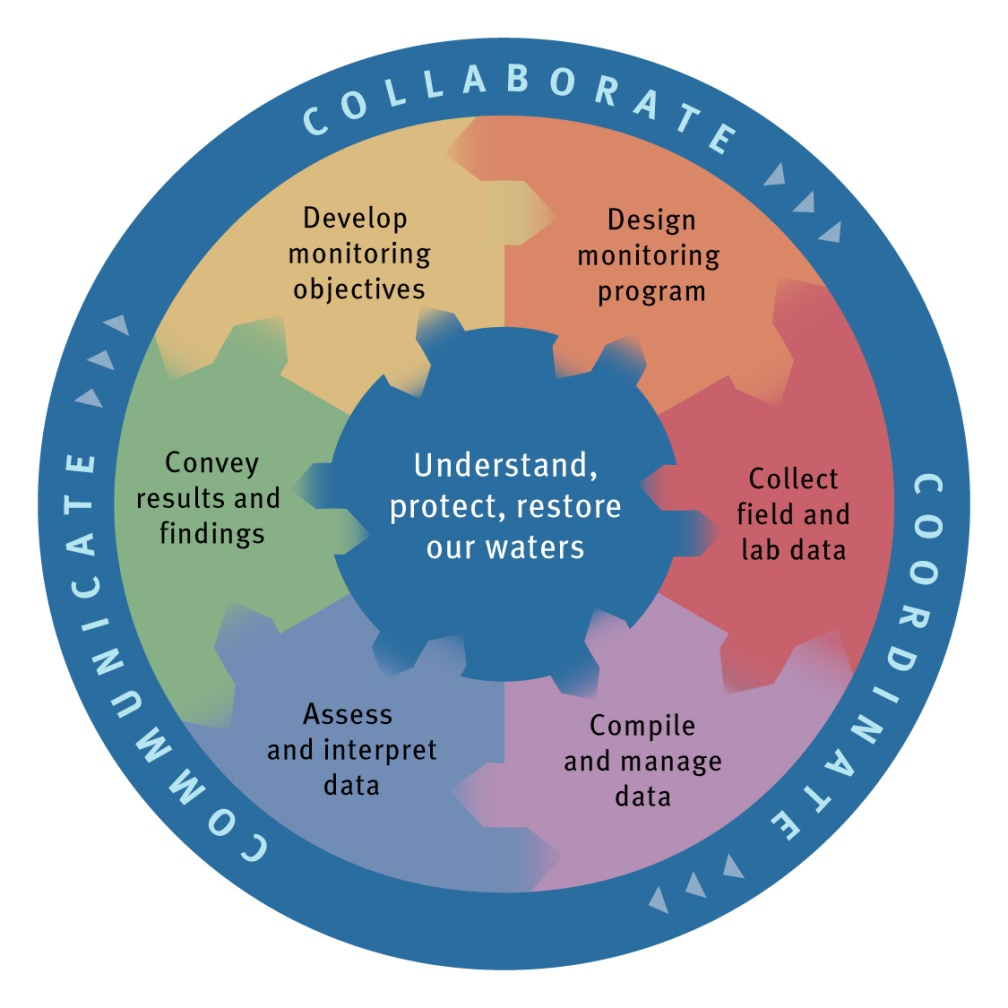 COLLABORATE
COORDINATE
COMMUNICATE
Develop
monitoring
objectives
Design
monitoring
program
Collect
field and
lab data
Compile
and manage
data
Assess
and interpret
data
Convey
results and
findings
Understand,
protect, restore
our waters